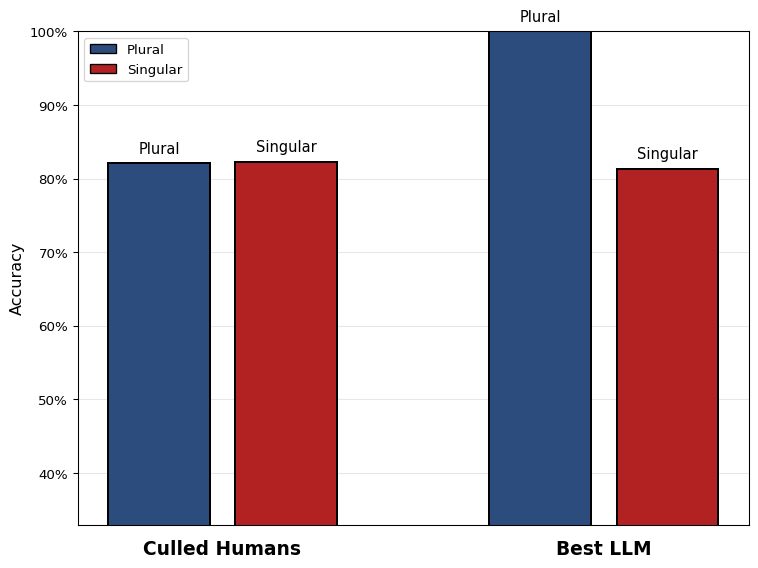 Plural
100%
Plural
Singular
90%
Plural
Singular
Singular
80%
70%
Accuracy
60%
50%
40%
Culled Humans
Best LLM